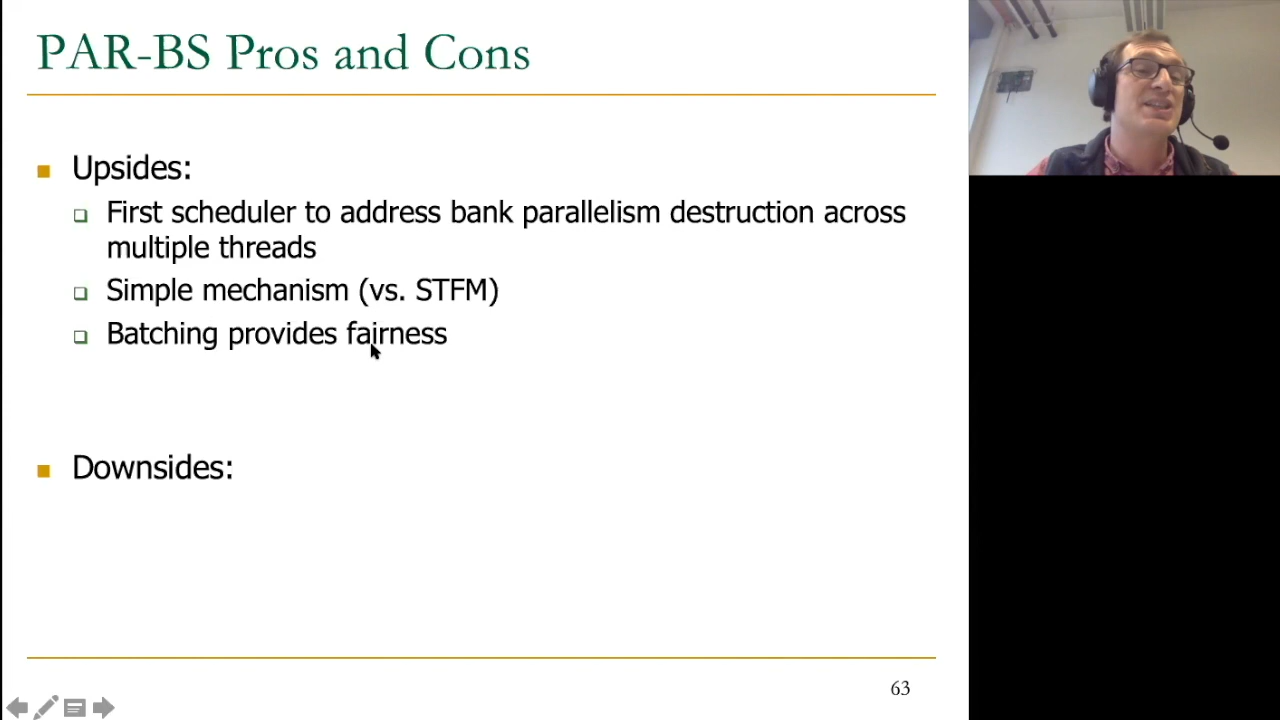 PAR-BS Pros and Cons
Upsides:
First scheduler to address bank parallelism destruction across
multiple threads
Simple mechanism (vs. STFM)
Batching provides fairness
Downsides:
63